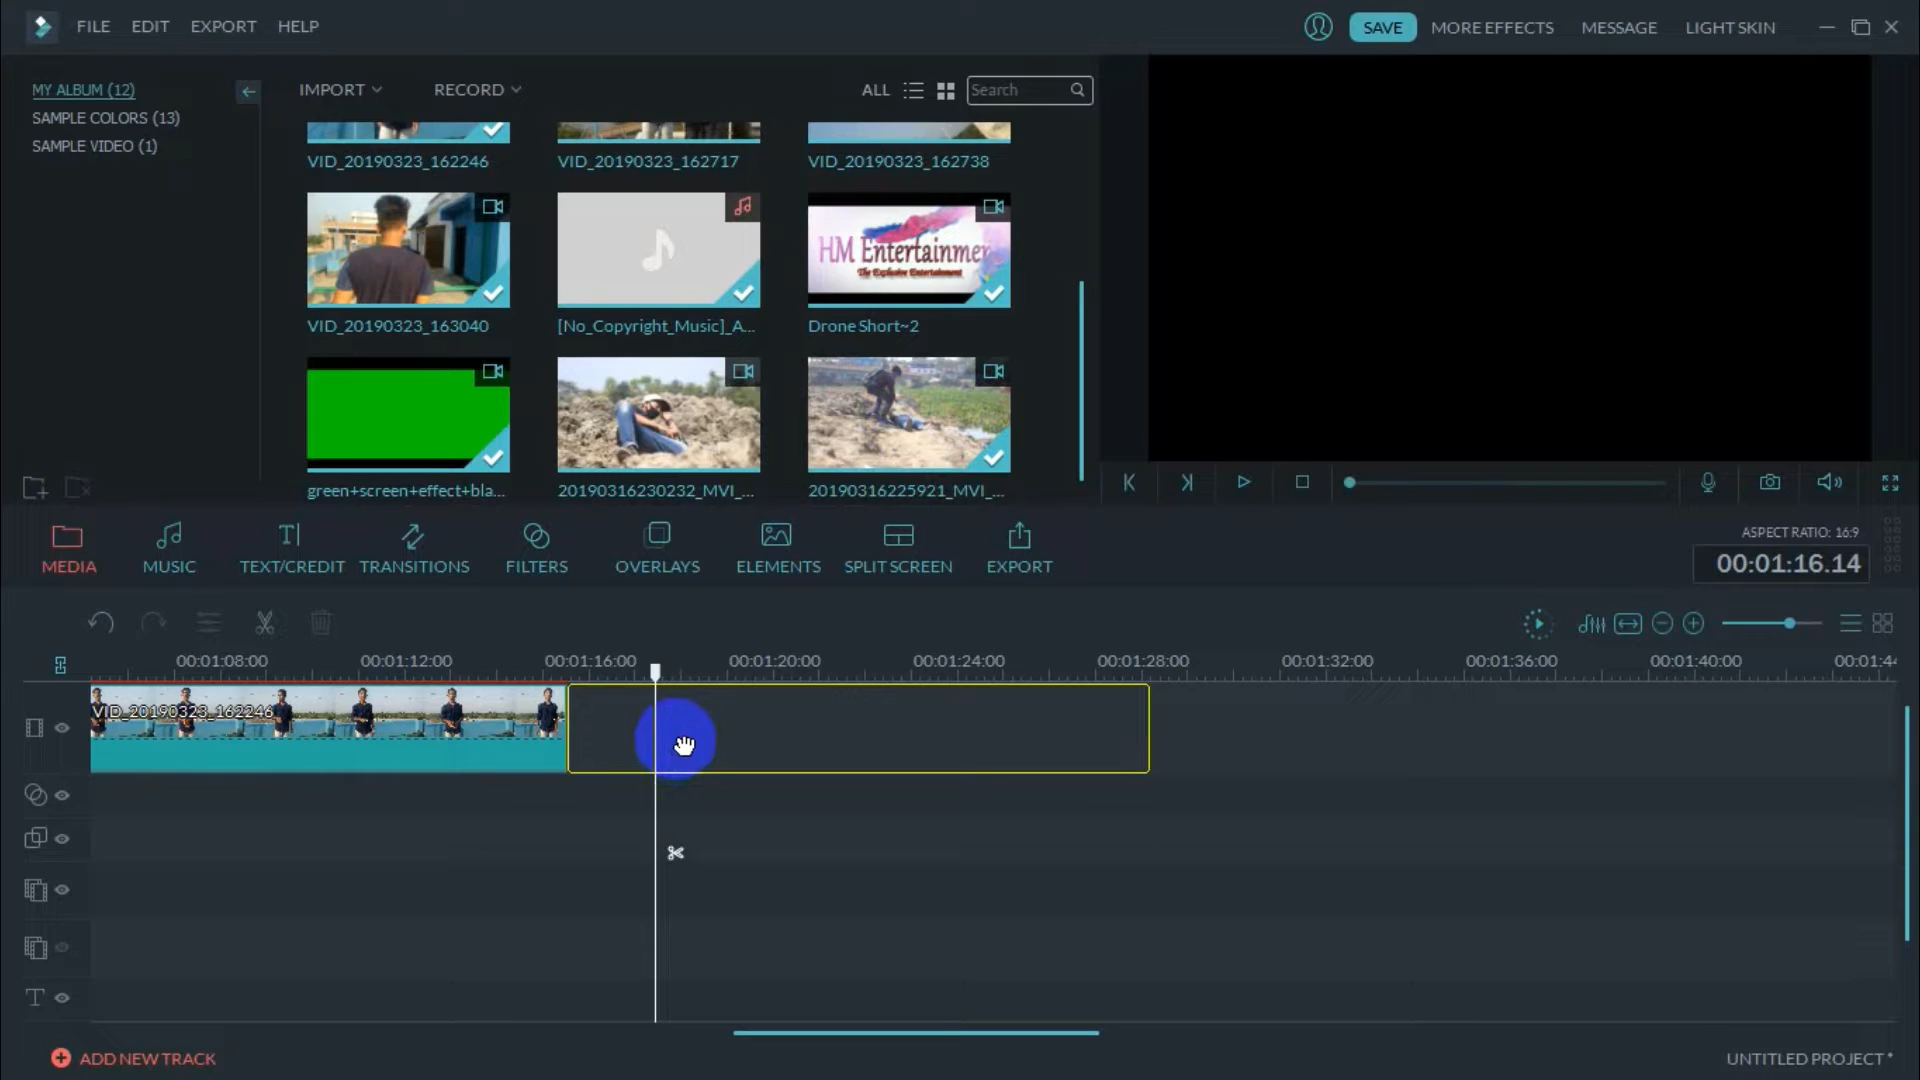 FILE EDIT EXPORT HELP
SAVE MORE EFFECTS MESSAGE LIGHT SKIN
MY ALBUM (12)
SAMPLE COLORS (13)
SAMPLE VIDEO (1)
IMPORT RECORD ALL Search
VID_20190323_162246 VID_20190323_162717 VID_20190323_162738
HM Entertainmen
The Explosive Entertainment
VID_20190323_163040 [No_Copyright_Music]_A... Drone Short~2
green+screen+effect+bla... 20190316230232_MVI_... 20190316225921_MVI_...
MEDIA MUSIC TEXT/CREDIT TRANSITIONS FILTERS OVERLAYS ELEMENTS SPLIT SCREEN EXPORT
ASPECT RATIO: 16:9
00:01:16.14
00:01:08:00 00:01:12:00 00:01:16:00 00:01:20:00 00:01:24:00 00:01:28:00 00:01:32:00 00:01:36:00 00:01:40:00 00:01:44
VID_20190323_162246
ADD NEW TRACK
UNTITLED PROJECT *